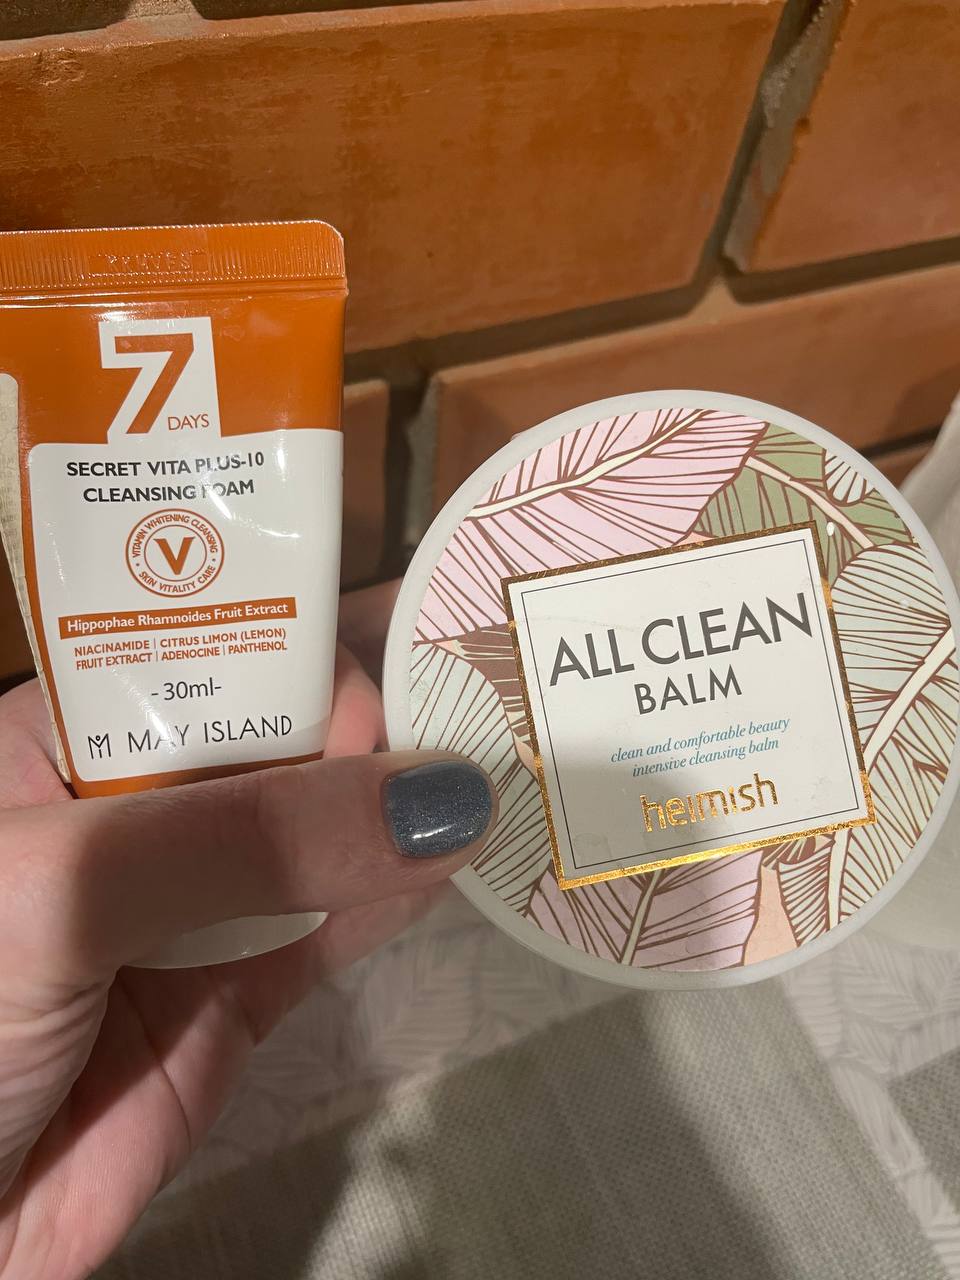 7
DAYS
SECRET VITA PLUS-10
CLEANSING FOAM
VITAMIN WHITENING CLEANSING
V
SKIN VITALITY CARE
Hippophae Rhamnoides Fruit Extract
NIACINAMIDE | CITRUS LIMON (LEMON)
FRUIT EXTRACT | ADENOCINE | PANTHENOL
-30ml-
MAY ISLAND
ALL CLEAN
BALM
clean and comfortable beauty
intensive cleansing balm
heimish